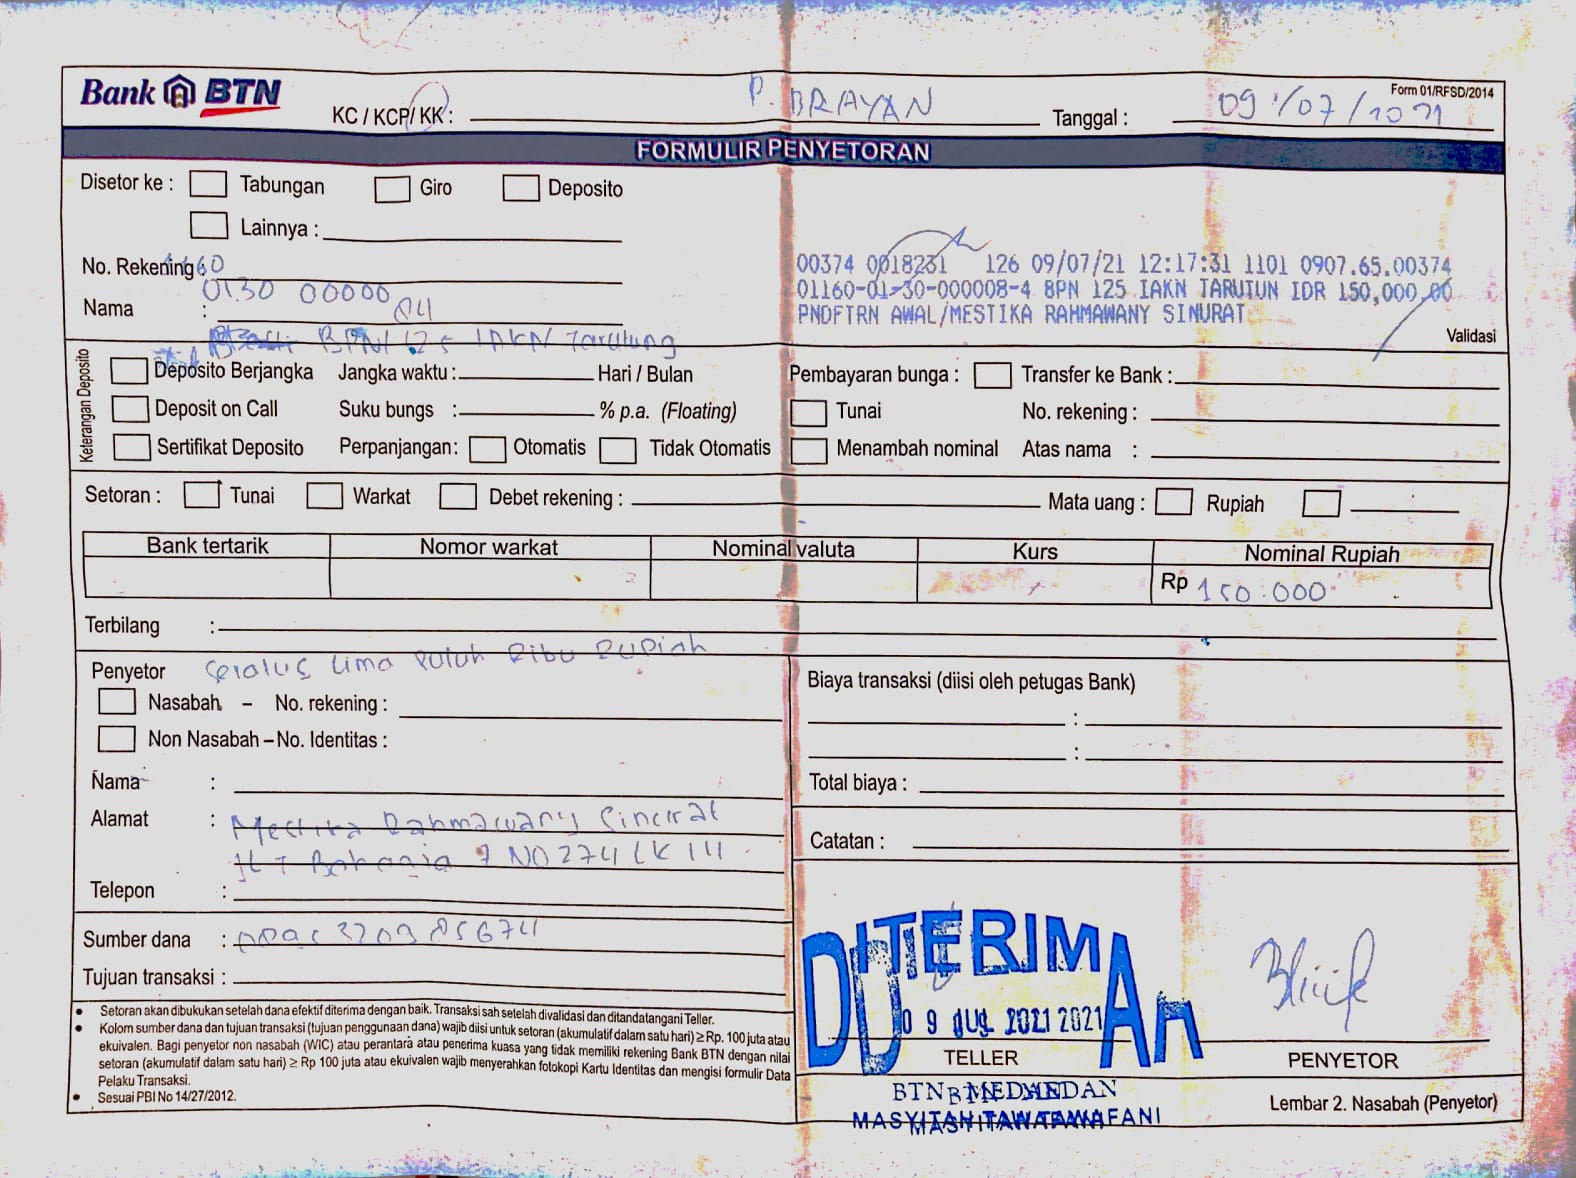 Bank BTN
KC / KCP/ KK : P. BRAYAN Tanggal : 09/07/2021
Form 01/RFSD/2014
FORMULIR PENYETORAN
Disetor ke : Tabungan Giro Deposito
Lainnya :
No. Rekening :
0130 00000
Nama : 84
BPN 125 IAKN Tarutung
00374 0018231 126 09/07/21 12:17:31 1101 0907.65.00374
01160-01-30-000008-4 BPN 125 IAKN TARUTUN IDR 150,000.00
PNDFTRN AWAL/MESTIKA RAHMAWANY SINURAT
Validasi
Keterangan Deposito
Deposito Berjangka Jangka waktu : Hari / Bulan Pembayaran bunga : Transfer ke Bank :
Deposit on Call Suku bungs : % p.a. (Floating) Tunai No. rekening :
Sertifikat Deposito Perpanjangan : Otomatis Tidak Otomatis Menambah nominal Atas nama :
Setoran : Tunai Warkat Debet rekening : Mata uang : Rupiah
Bank tertarik Nomor warkat Nominal valuta Kurs Nominal Rupiah
Rp 150.000
Terbilang :
Seratus Lima Puluh Ribu Rupiah
Penyetor
Nasabah - No. rekening :
Non Nasabah – No. Identitas :
Nama :
Alamat : Mestika Rahmawany Sinurat
7 NO 274 LK III
Telepon :
Sumber dana :
Tujuan transaksi :
Biaya transaksi (diisi oleh petugas Bank)
:
:
Total biaya :
Catatan :
• Setoran akan dibukukan setelah dana efektif diterima dengan baik. Transaksi sah setelah divalidasi dan ditandatangani Teller.
• Kolom sumber dana dan tujuan transaksi (tujuan penggunaan dana) wajib diisi untuk setoran (akumulatif dalam satu hari) ≥ Rp. 100 juta atau
ekuivalen. Bagi penyetor non nasabah (WIC) atau perantara atau penerima kuasa yang tidak memiliki rekening Bank BTN dengan nilai
setoran (akumulatif dalam satu hari) ≥ Rp 100 juta atau ekuivalen wajib menyerahkan fotokopi Kartu Identitas dan mengisi formulir Data
Pelaku Transaksi.
• Sesuai PBI No 14/27/2012.
DITERIMA
09 JUL 2021 2021
TELLER
PENYETOR
BTN MEDAN
Lembar 2. Nasabah (Penyetor)